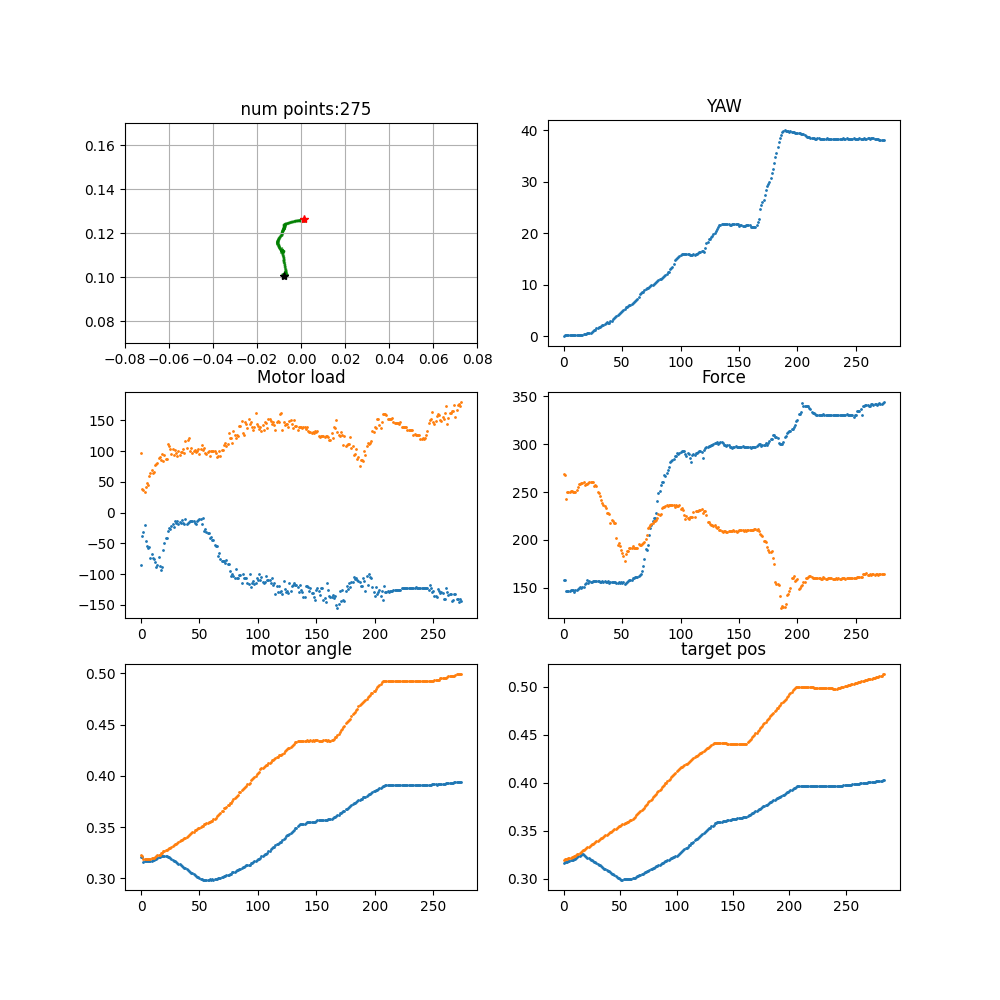 num points:275
0.16
0.14
0.12
0.10
0.08
−0.08 −0.06 −0.04 −0.02 0.00 0.02 0.04 0.06 0.08
YAW
40
30
20
10
0
0 50 100 150 200 250
Motor load
150
100
50
0
−50
−100
−150
0 50 100 150 200 250
Force
350
300
250
200
150
0 50 100 150 200 250
motor angle
0.50
0.45
0.40
0.35
0.30
0 50 100 150 200 250
target pos
0.50
0.45
0.40
0.35
0.30
0 50 100 150 200 250